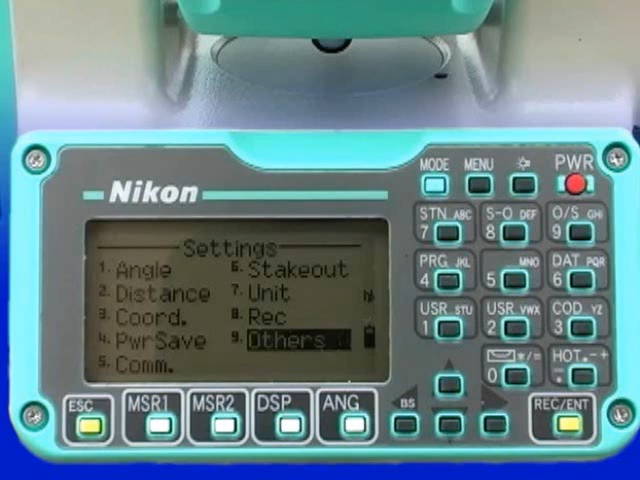 MODE MENU PWR
Nikon
Settings
1. Angle 6. Stakeout
2. Distance 7. Unit
3. Coord. 8. Rec
4. PwrSave 9. Others
5. Comm.
STN ABC S-O DEF O/S GHI
7 8 9
PRG JKL MNO DAT PQR
4 5 6
USR STU USR VWX COD YZ
1 2 3
*/= HOT .-+
0
BS
ESC MSR1 MSR2 DSP ANG REC/ENT